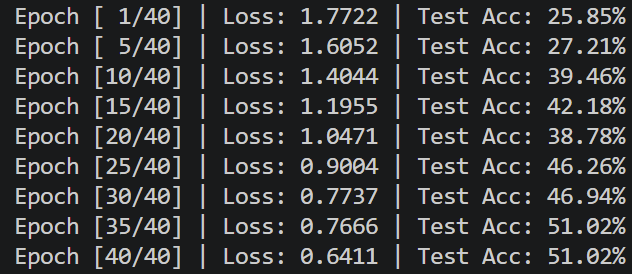 Epoch [ 1/40] | Loss: 1.7722 | Test Acc: 25.85%
Epoch [ 5/40] | Loss: 1.6052 | Test Acc: 27.21%
Epoch [10/40] | Loss: 1.4044 | Test Acc: 39.46%
Epoch [15/40] | Loss: 1.1955 | Test Acc: 42.18%
Epoch [20/40] | Loss: 1.0471 | Test Acc: 38.78%
Epoch [25/40] | Loss: 0.9004 | Test Acc: 46.26%
Epoch [30/40] | Loss: 0.7737 | Test Acc: 46.94%
Epoch [35/40] | Loss: 0.7666 | Test Acc: 51.02%
Epoch [40/40] | Loss: 0.6411 | Test Acc: 51.02%